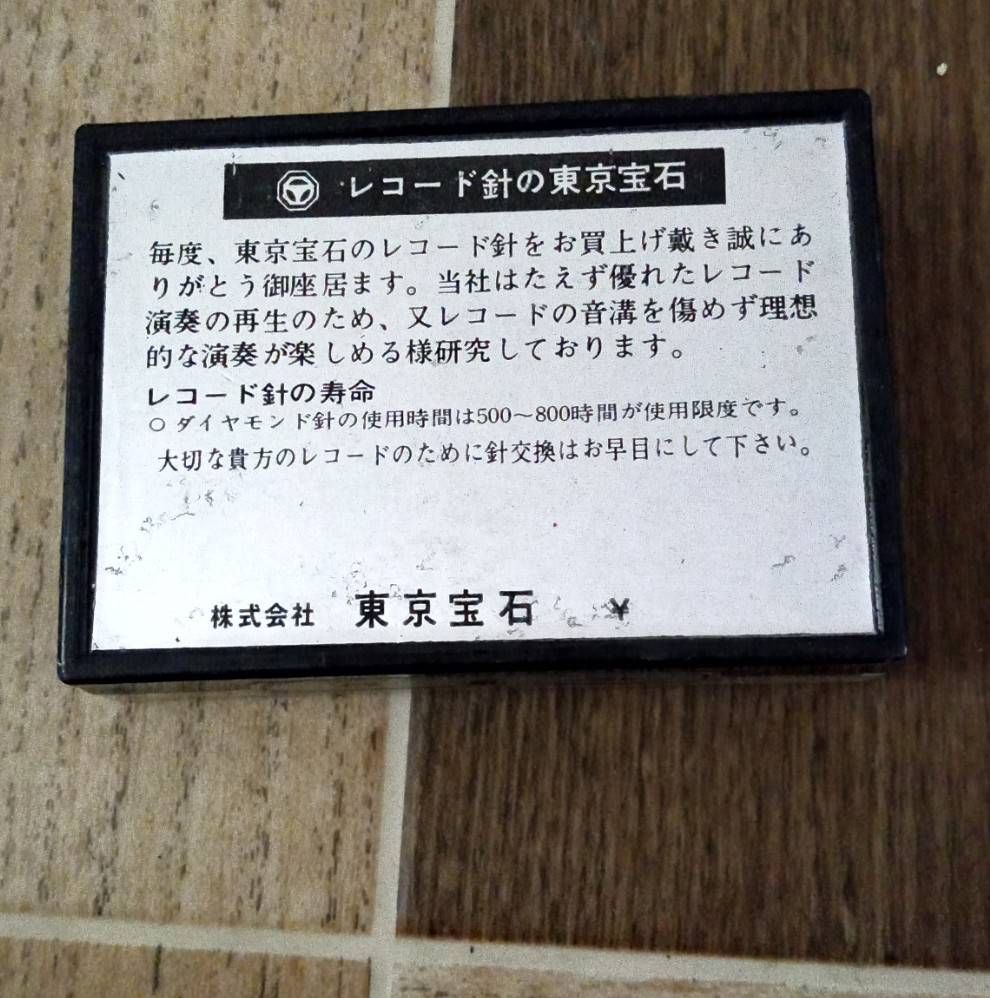 レコード針の東京宝石
毎度、東京宝石のレコード針をお買上げ戴き誠にあ
りがとう御座居ます。当社はたえず優れたレコード
演奏の再生のため、又レコードの音溝を傷めず理想
的な演奏が楽しめる様研究しております。
レコード針の寿命
○ダイヤモンド針の使用時間は500〜800時間が使用限度です。
大切な貴方のレコードのために針交換はお早目にして下さい。
株式会社 東京宝石 ¥